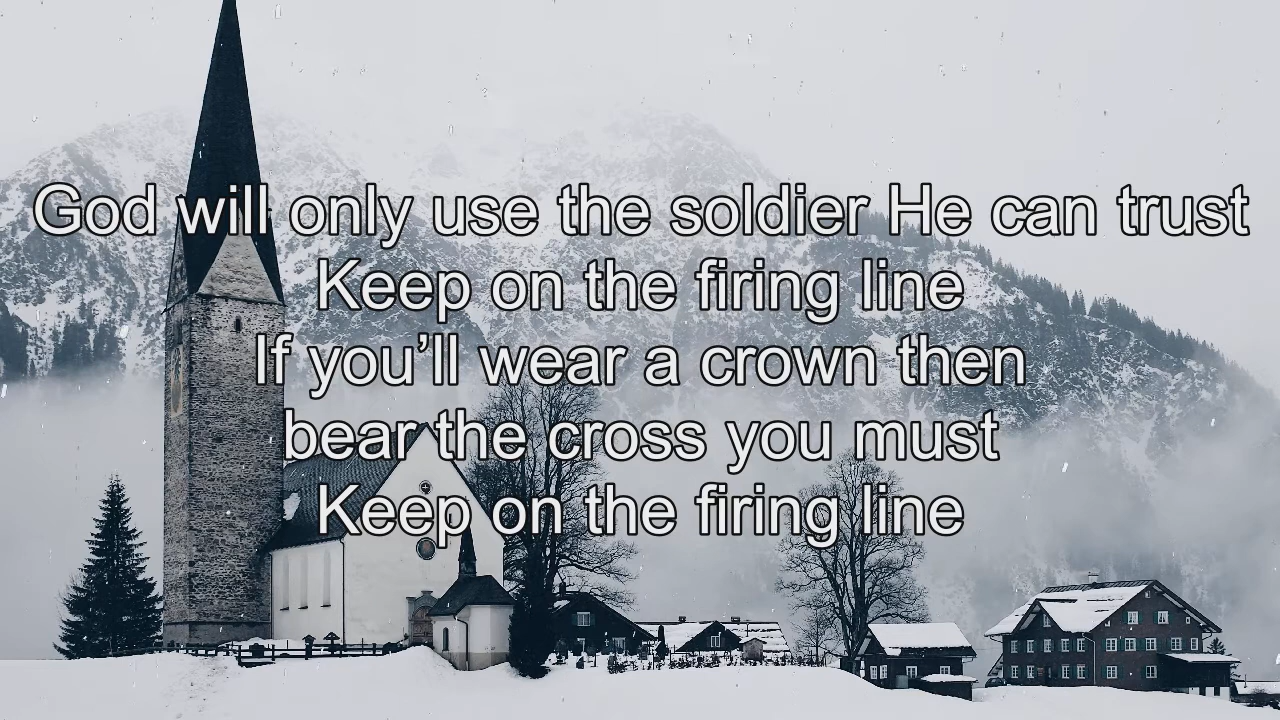 God will only use the soldier He can trust
Keep on the firing line
If you’ll wear a crown then
bear the cross you must
Keep on the firing line